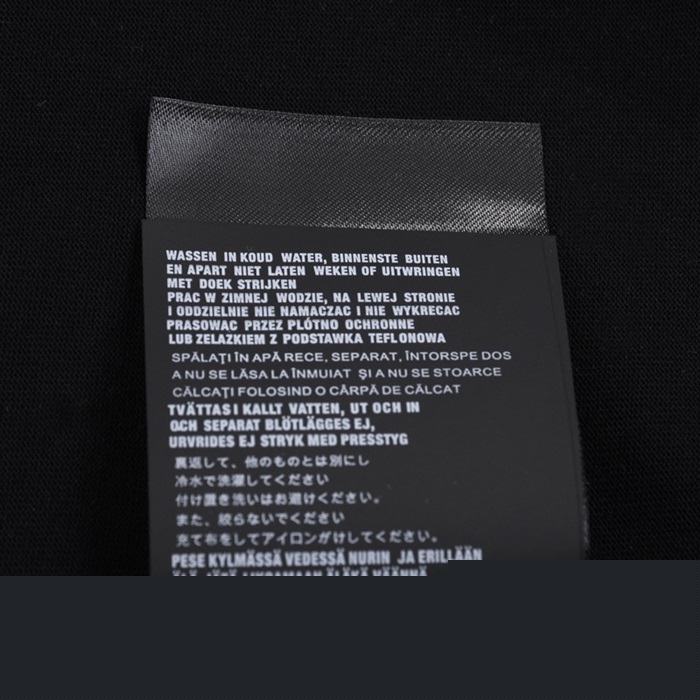 WASSEN IN KOUD WATER, BINNENSTE BUITEN
EN APART NIET LATEN WEKEN OF UITWRINGEN
MET DOEK STRIJKEN
PRAC W ZIMNEJ WODZIE, NA LEWEJ STRONIE
I ODDZIELNIE NIE NAMACZAC I NIE WYKRECAC
PRASOWAC PRZEZ PLÓTNO OCHRONNE
LUB ZELAZKIEM Z PODSTAWKA TEFLONOWA
SPĂLAŢI ÎN APĂ RECE, SEPARAT, ÎNTORSPE DOS
A NU SE LĂSA LA ÎNMUIAT ŞI A NU SE STOARCE
CĂLCAŢI FOLOSIND O CÂRPĂ DE CĂLCAT
TVÄTTAS I KALLT VATTEN, UT OCH IN
OCH SEPARAT BLÖTLÄGGES EJ,
URVRIDES EJ STRYK MED PRESSTYG
裏返して、他のものとは別にし
冷水で洗濯してください
付け置き洗いはお避けください。
また、絞らないでください
充て布をしてアイロンがけしてください。
PESE KYLMÄSSÄ VEDESSÄ NURIN JA ERILLÄÄN